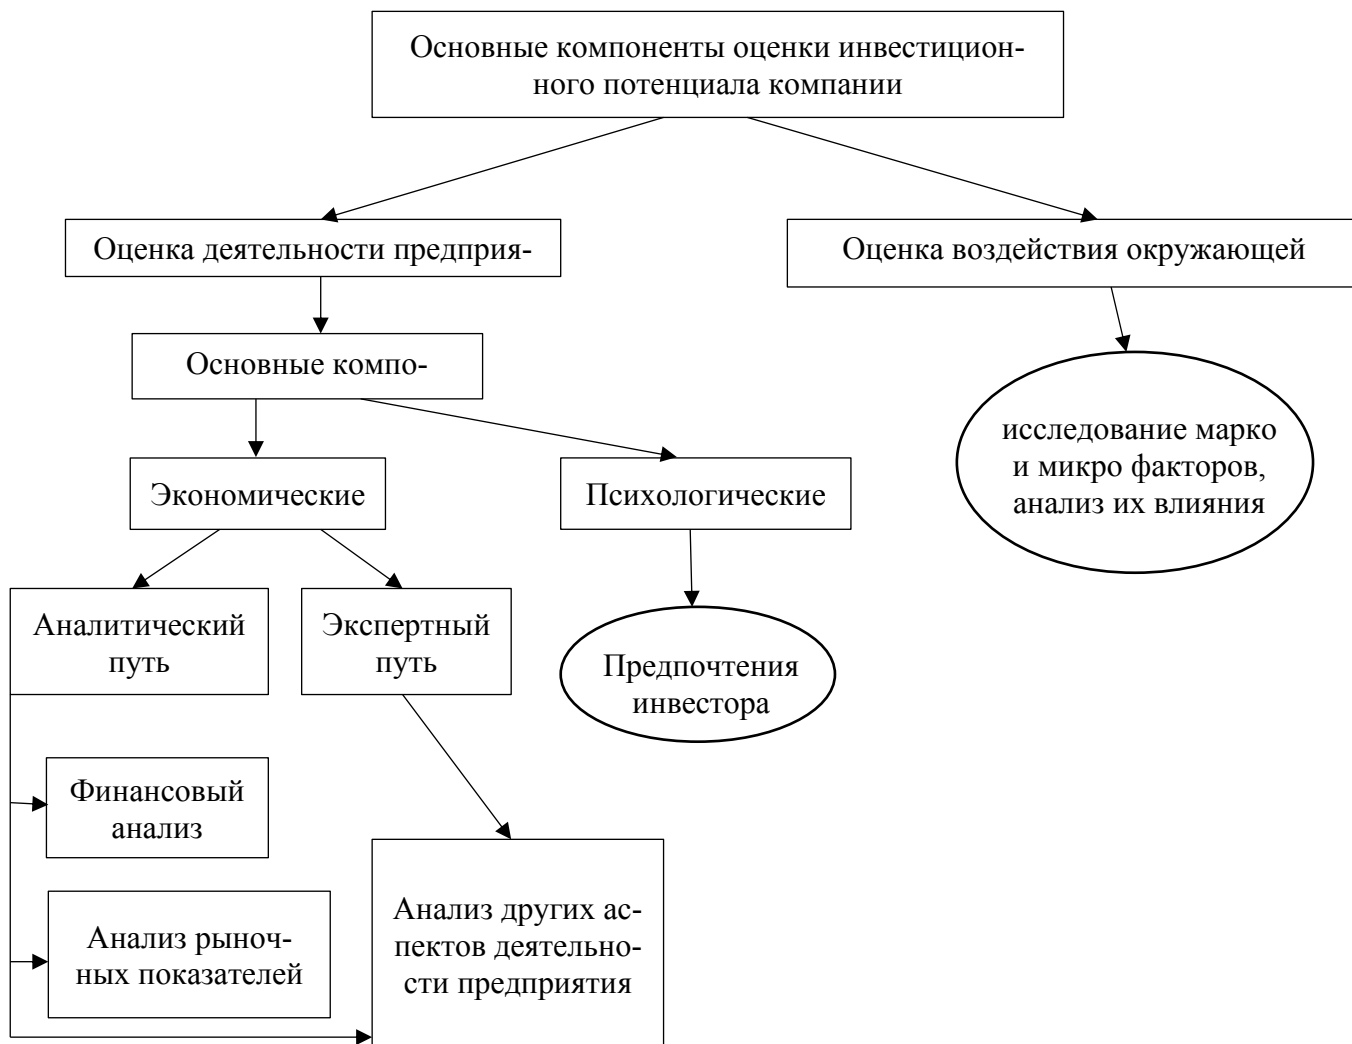 Основные компоненты оценки инвестицион-
ного потенциала компании
Оценка деятельности предприя-
Оценка воздействия окружающей
Основные компо-
исследование марко
и микро факторов,
анализ их влияния
Экономические
Психологические
Аналитический
путь
Экспертный
путь
Предпочтения
инвестора
Финансовый
анализ
Анализ рыноч-
ных показателей
Анализ других ас-
пектов деятельно-
сти предприятия